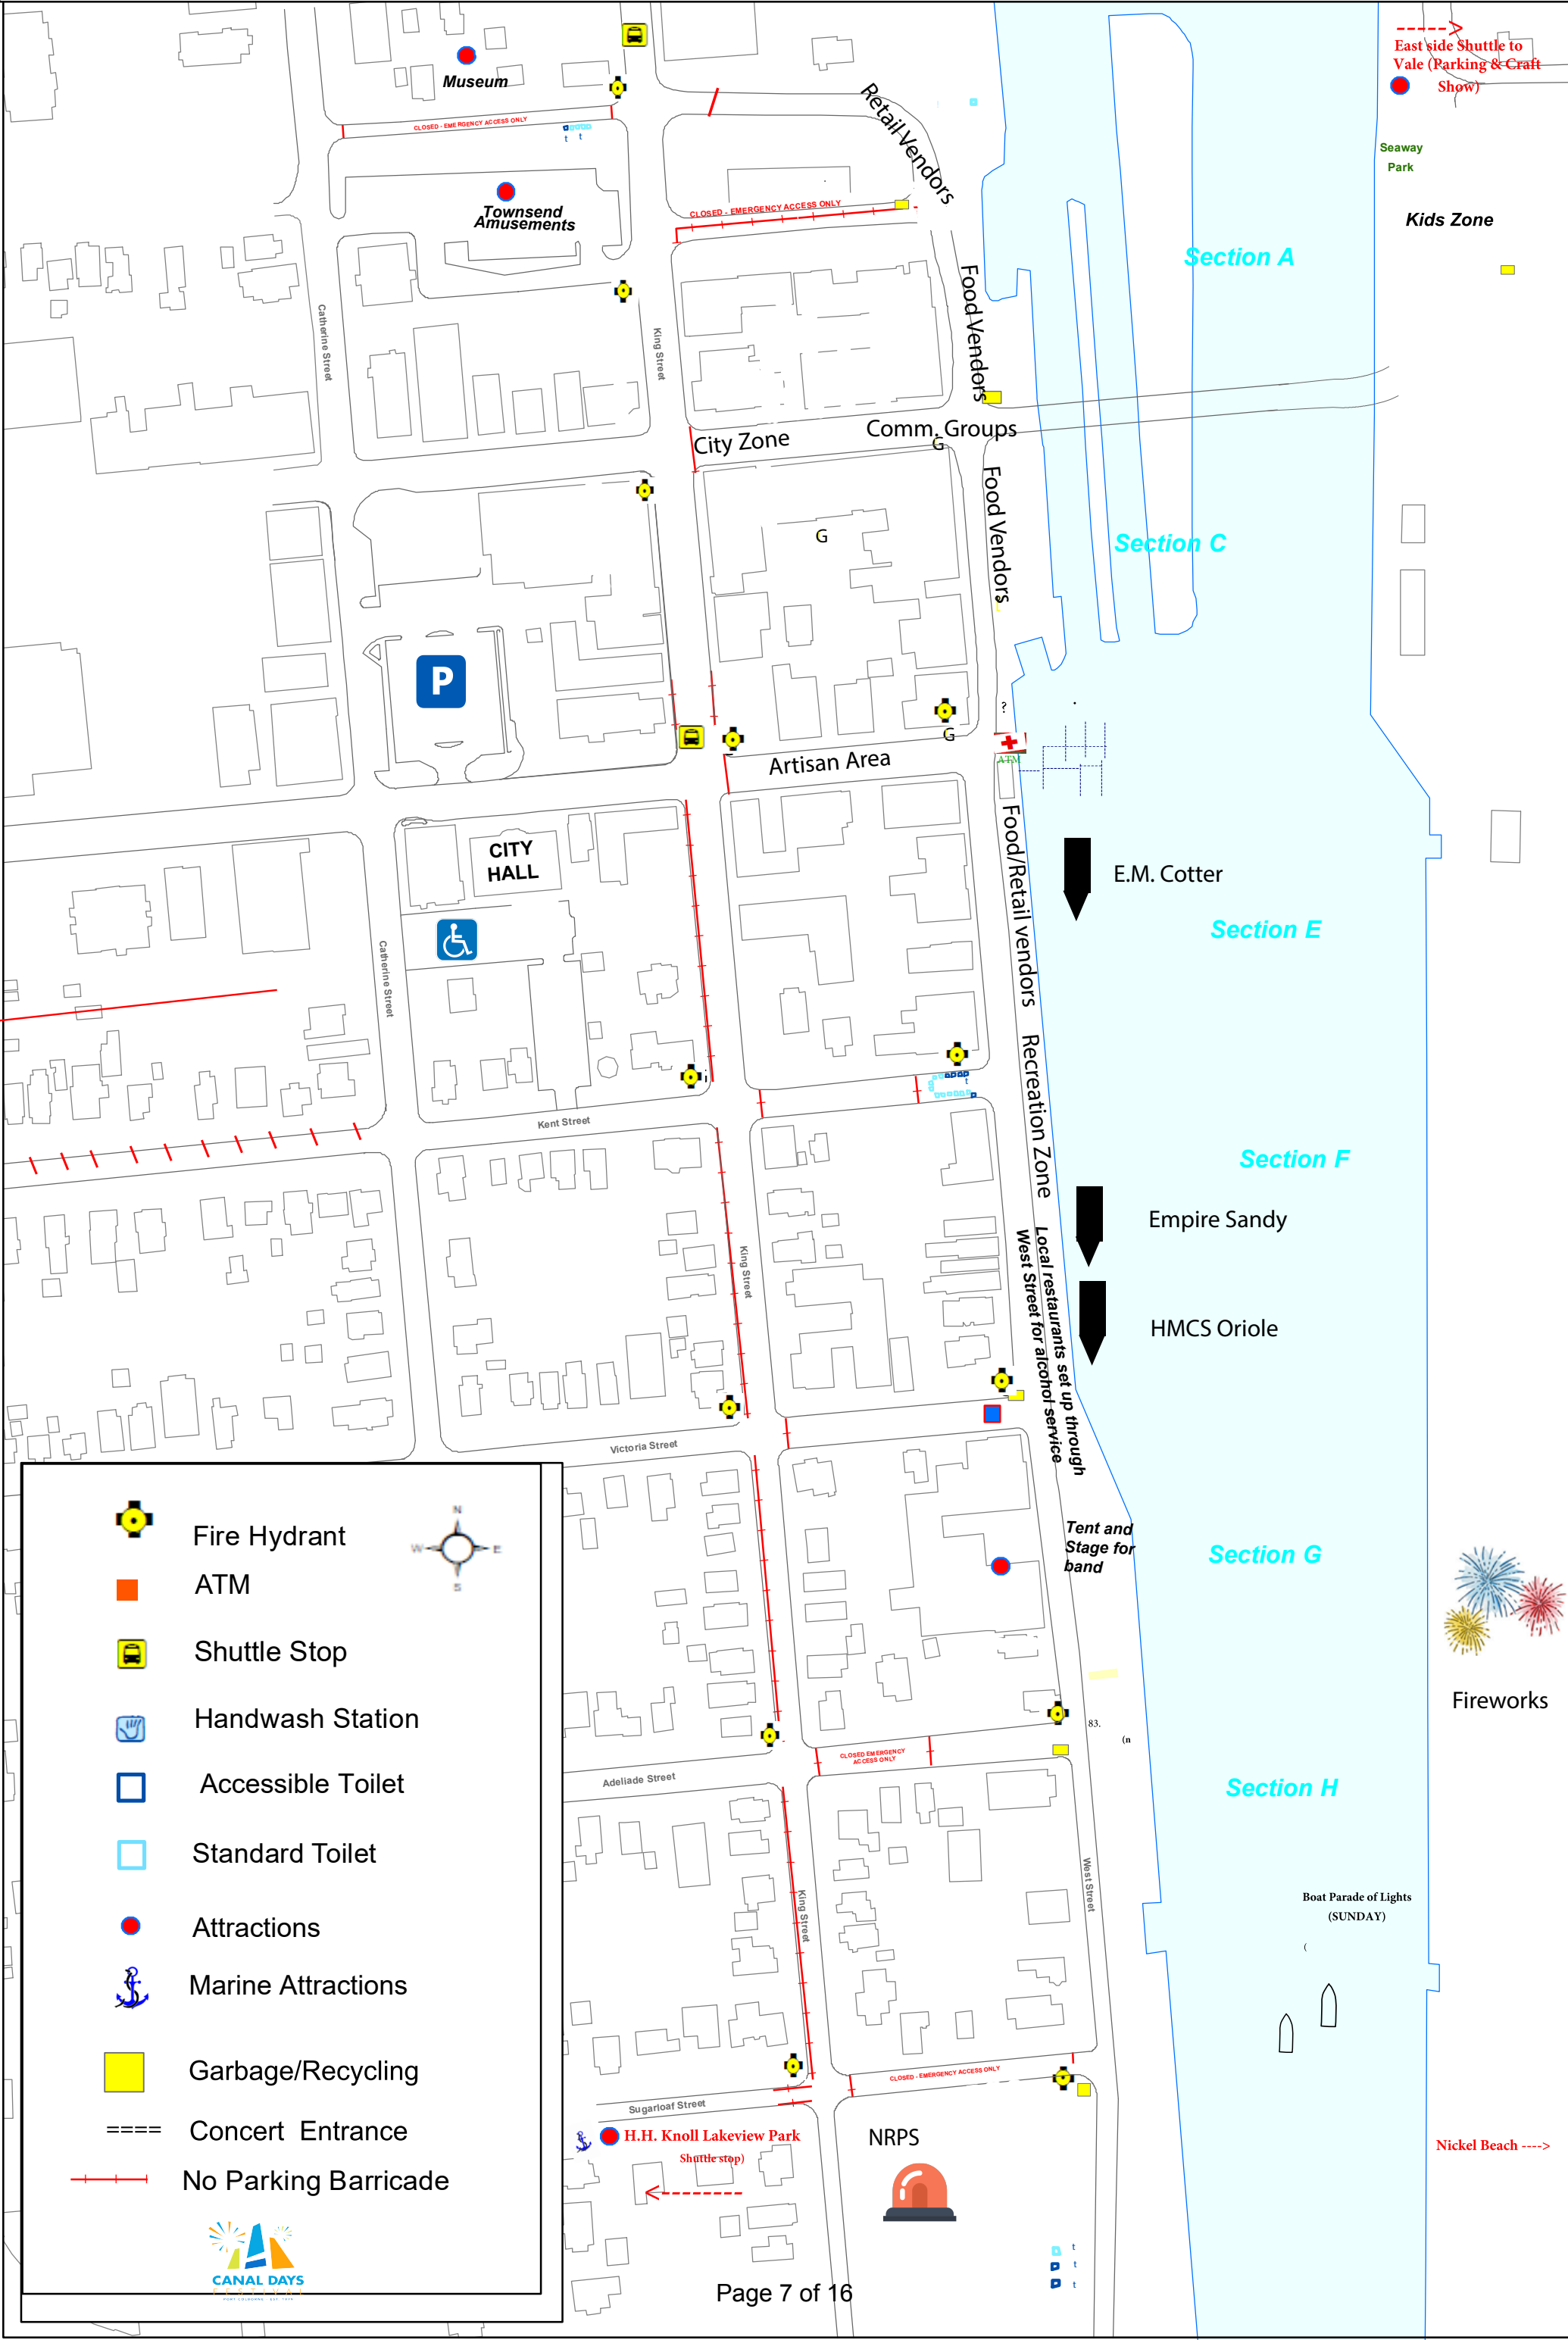 East side Shuttle to
Vale (Parking & Craft
Show)
Museum
CLOSED - EMERGENCY ACCESS ONLY
t t
Retail Vendors
Seaway
Park
Townsend
Amusements
CLOSED - EMERGENCY ACCESS ONLY
Kids Zone
Section A
Food Vendors
Catherine Street
King Street
City Zone
Comm. Groups
G
Food Vendors
G
Section C
P
?
G
Artisan Area
ATM
Food/Retail vendors
CITY
HALL
E.M. Cotter
Section E
Catherine Street
Recreation Zone
t
Kent Street
Section F
Empire Sandy
King Street
Local restaurants set up through
West Street for alcohol service
HMCS Oriole
Victoria Street
Tent and
Stage for
band
Section G
Fireworks
83.
(n
CLOSED EMERGENCY
ACCESS ONLY
Adeliade Street
Section H
King Street
West Street
Boat Parade of Lights
(SUNDAY)
(
CLOSED - EMERGENCY ACCESS ONLY
Sugarloaf Street
H.H. Knoll Lakeview Park
Shuttle stop)
NRPS
Nickel Beach ---->
t
t
t
N
W E
S
Fire Hydrant
ATM
Shuttle Stop
Handwash Station
Accessible Toilet
Standard Toilet
Attractions
Marine Attractions
Garbage/Recycling
==== Concert Entrance
No Parking Barricade
CANAL DAYS
FESTIVAL
Page 7 of 16